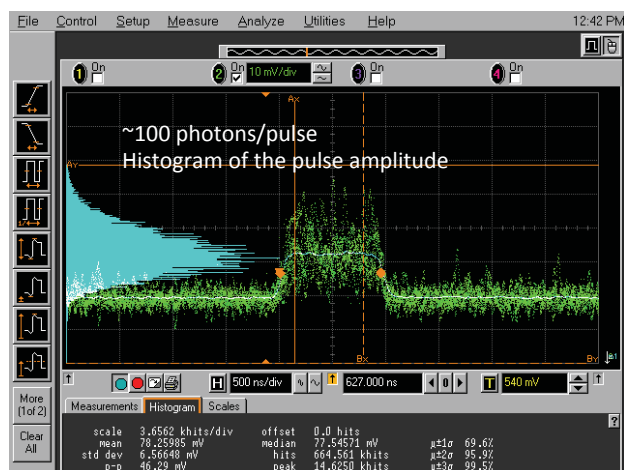 File Control Setup Measure Analyze Utilities Help 12:42 PM
1 On 2 On 10 mV/div 3 On 4 On
Ax
~100 photons/pulse
Histogram of the pulse amplitude
Ay
Bx By
H 500 ns/div 627.000 ns 0 T 540 mV
More
(1of 2)
Clear
All
Measurements Histogram Scales
?
scale 3.6562 khits/div offset 0.0 hits
mean 78.25985 mV median 77.54571 mV µ±1σ 69.6%
std dev 6.56648 mV hits 664.561 khits µ±2σ 95.9%
p-p 46.29 mV peak 14.6250 khits µ±3σ 99.5%